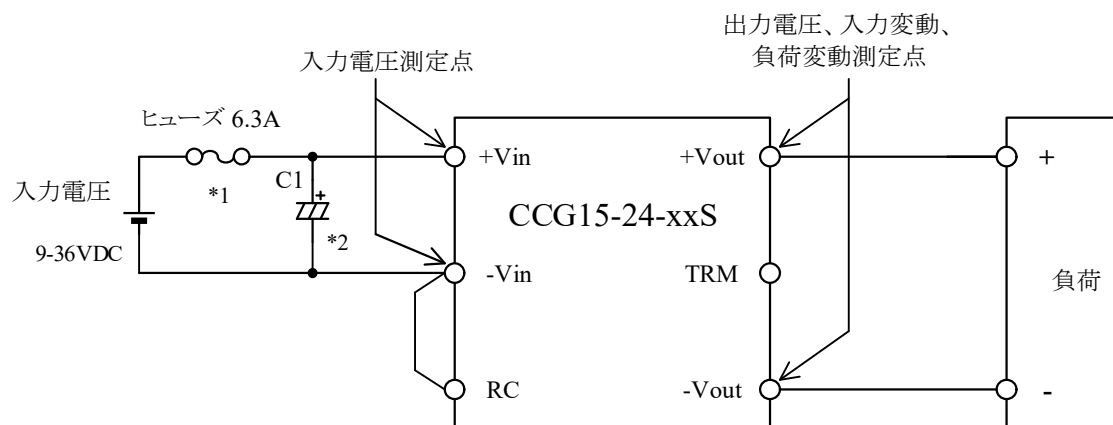 出力電圧、入力変動、
負荷変動測定点
入力電圧測定点
ヒューズ 6.3A
*1
入力電圧
9-36VDC
C1
+
*2
+Vin
-Vin
RC
CCG15-24-xxS
+Vout
TRM
-Vout
+
負荷
-